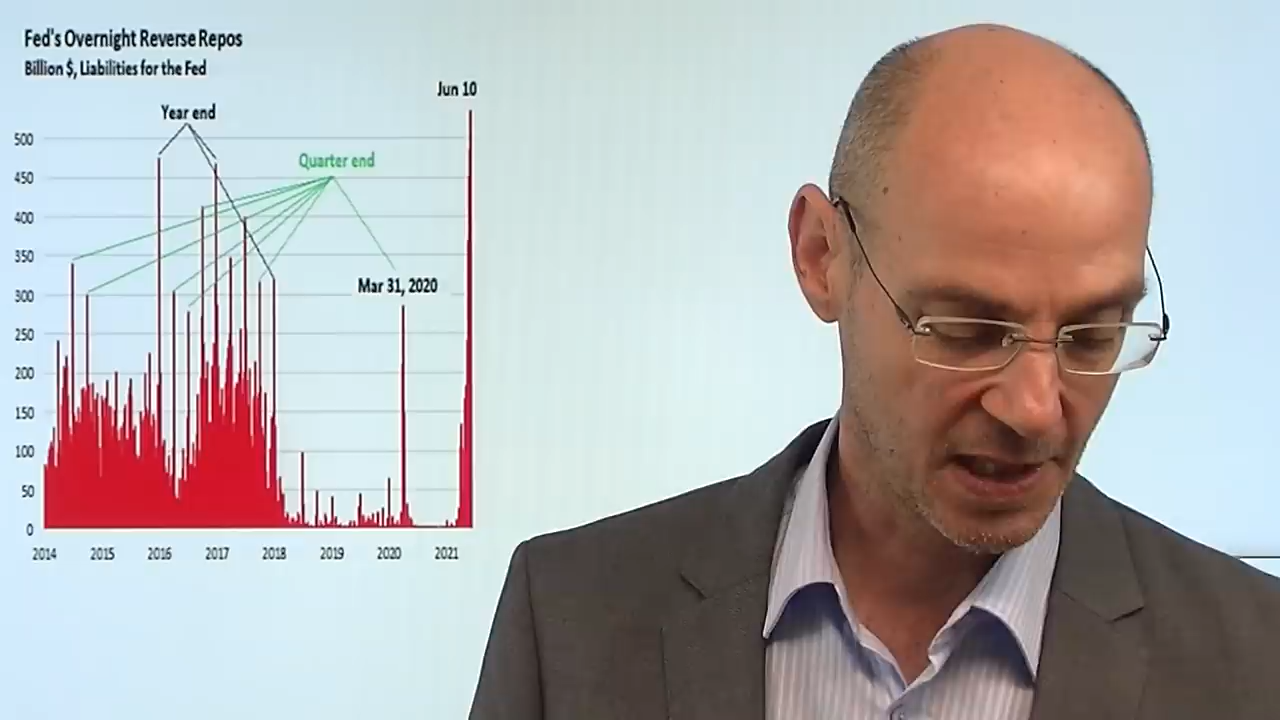 Fed's Overnight Reverse Repos
Billion $, Liabilities for the Fed
Jun 10
Year end
Quarter end
Mar 31, 2020
500
450
400
350
300
250
200
150
100
50
0
2014 2015 2016 2017 2018 2019 2020 2021